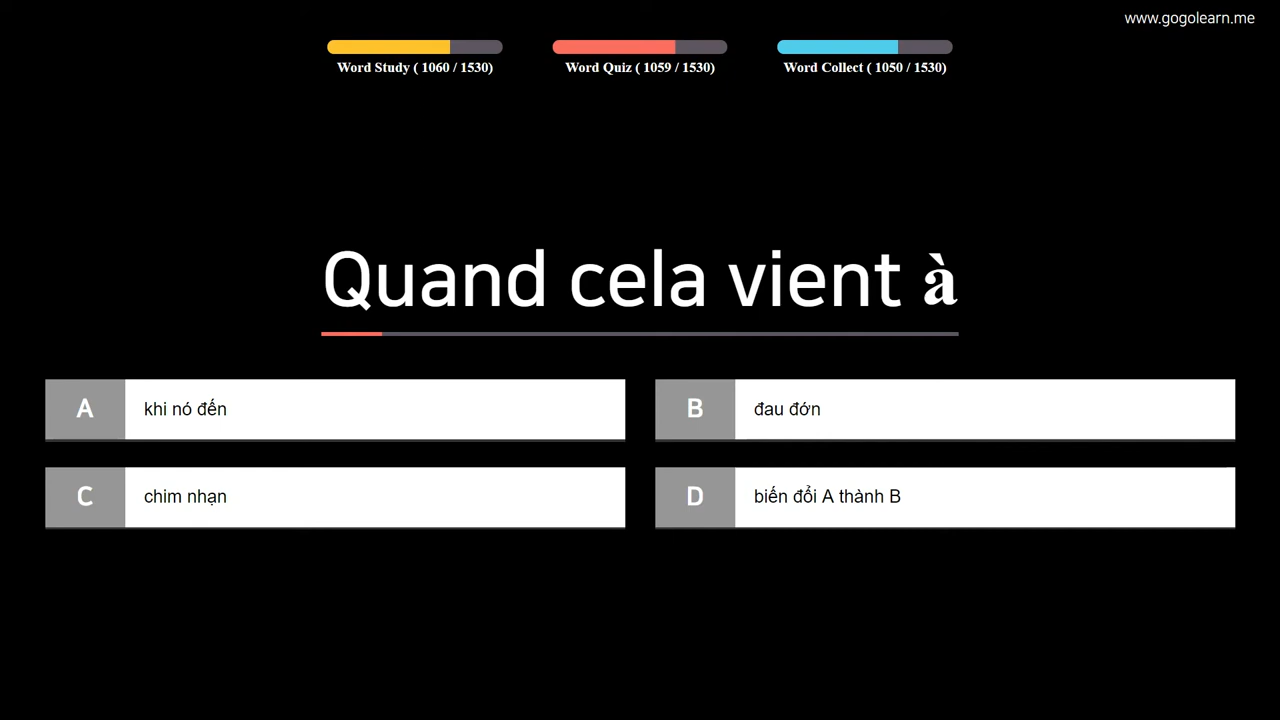 www.gogolearn.me
Word Study ( 1060 / 1530)
Word Quiz ( 1059 / 1530)
Word Collect ( 1050 / 1530)
Quand cela vient à
A khi nó đến
B đau đớn
C chim nhạn
D biến đổi A thành B